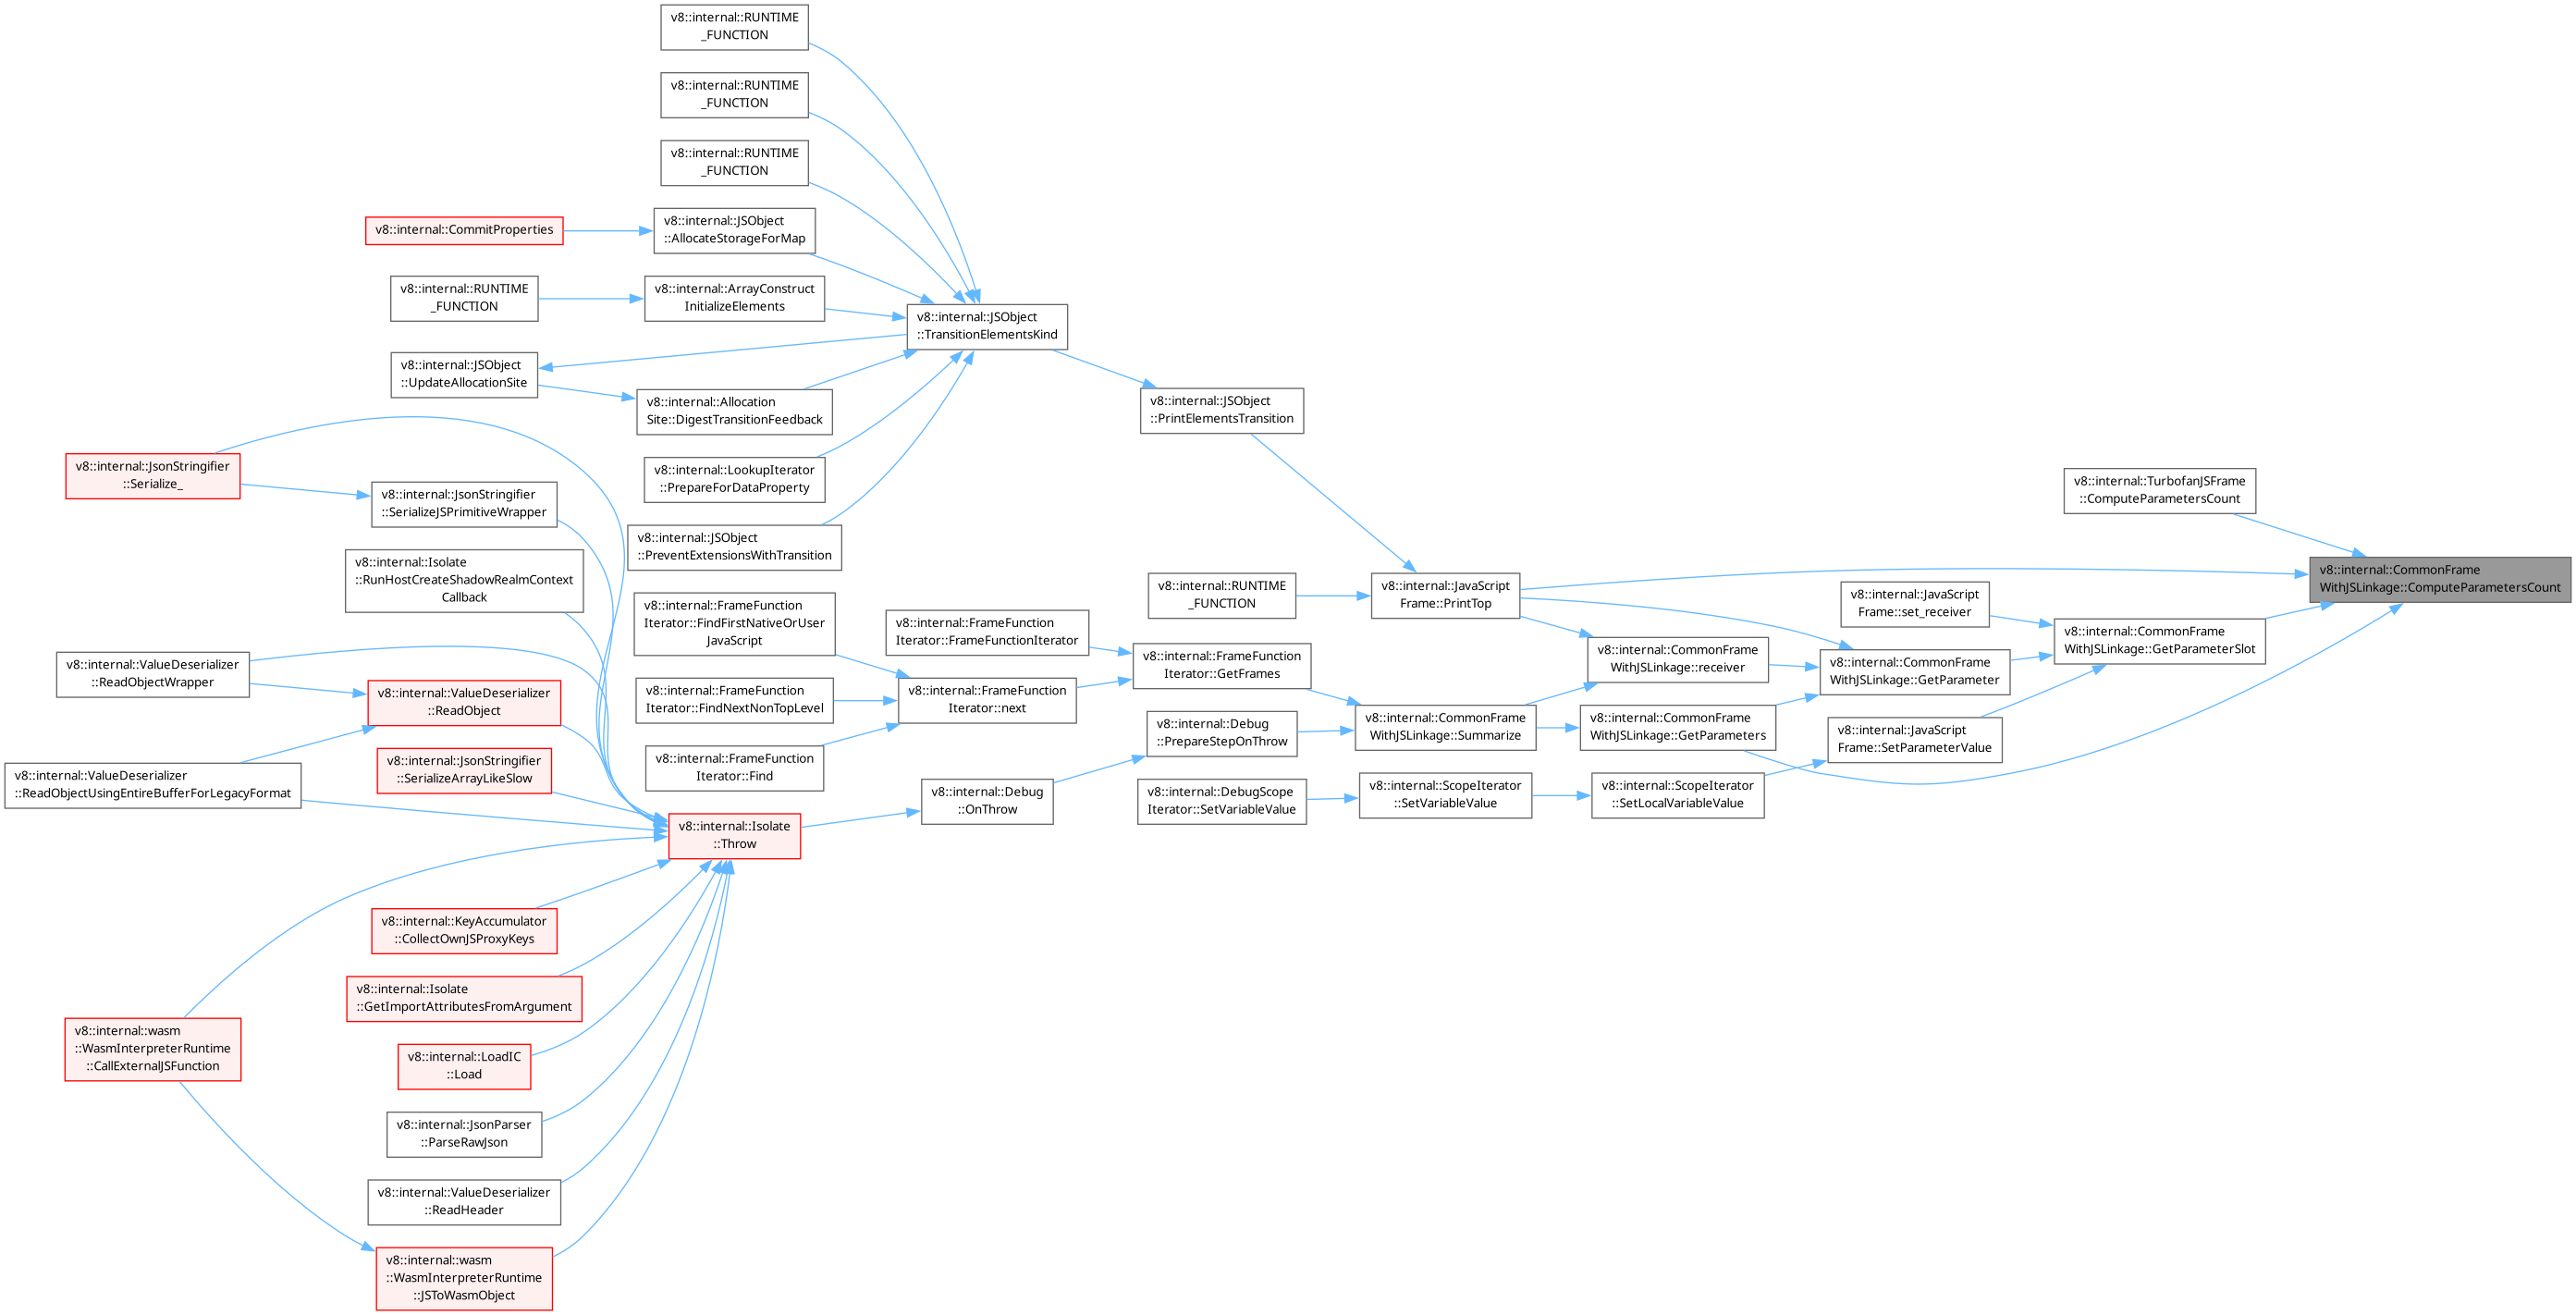 v8::internal::RUNTIME
_FUNCTION
v8::internal::RUNTIME
_FUNCTION
v8::internal::RUNTIME
_FUNCTION
v8::internal::CommitProperties
v8::internal::JSObject
::AllocateStorageForMap
v8::internal::RUNTIME
_FUNCTION
v8::internal::ArrayConstruct
InitializeElements
v8::internal::JSObject
::TransitionElementsKind
v8::internal::JSObject
::UpdateAllocationSite
v8::internal::Allocation
Site::DigestTransitionFeedback
v8::internal::JSObject
::PrintElementsTransition
v8::internal::JsonStringifier
::Serialize_
v8::internal::LookupIterator
::PrepareForDataProperty
v8::internal::JsonStringifier
::SerializeJSPrimitiveWrapper
v8::internal::JSObject
::PreventExtensionsWithTransition
v8::internal::TurbofanJSFrame
::ComputeParametersCount
v8::internal::Isolate
::RunHostCreateShadowRealmContext
Callback
v8::internal::CommonFrame
WithJSLinkage::ComputeParametersCount
v8::internal::RUNTIME
_FUNCTION
v8::internal::JavaScript
Frame::PrintTop
v8::internal::JavaScript
Frame::set_receiver
v8::internal::FrameFunction
Iterator::FindFirstNativeOrUser
JavaScript
v8::internal::FrameFunction
Iterator::FrameFunctionIterator
v8::internal::CommonFrame
WithJSLinkage::GetParameterSlot
v8::internal::ValueDeserializer
::ReadObjectWrapper
v8::internal::FrameFunction
Iterator::GetFrames
v8::internal::CommonFrame
WithJSLinkage::receiver
v8::internal::CommonFrame
WithJSLinkage::GetParameter
v8::internal::ValueDeserializer
::ReadObject
v8::internal::FrameFunction
Iterator::FindNextNonTopLevel
v8::internal::FrameFunction
Iterator::next
v8::internal::Debug
::PrepareStepOnThrow
v8::internal::CommonFrame
WithJSLinkage::Summarize
v8::internal::CommonFrame
WithJSLinkage::GetParameters
v8::internal::JavaScript
Frame::SetParameterValue
v8::internal::ValueDeserializer
::ReadObjectUsingEntireBufferForLegacyFormat
v8::internal::JsonStringifier
::SerializeArrayLikeSlow
v8::internal::FrameFunction
Iterator::Find
v8::internal::Debug
::OnThrow
v8::internal::DebugScope
Iterator::SetVariableValue
v8::internal::ScopeIterator
::SetVariableValue
v8::internal::ScopeIterator
::SetLocalVariableValue
v8::internal::Isolate
::Throw
v8::internal::KeyAccumulator
::CollectOwnJSProxyKeys
v8::internal::Isolate
::GetImportAttributesFromArgument
v8::internal::wasm
::WasmInterpreterRuntime
::CallExternalJSFunction
v8::internal::LoadIC
::Load
v8::internal::JsonParser
::ParseRawJson
v8::internal::ValueDeserializer
::ReadHeader
v8::internal::wasm
::WasmInterpreterRuntime
::JSToWasmObject